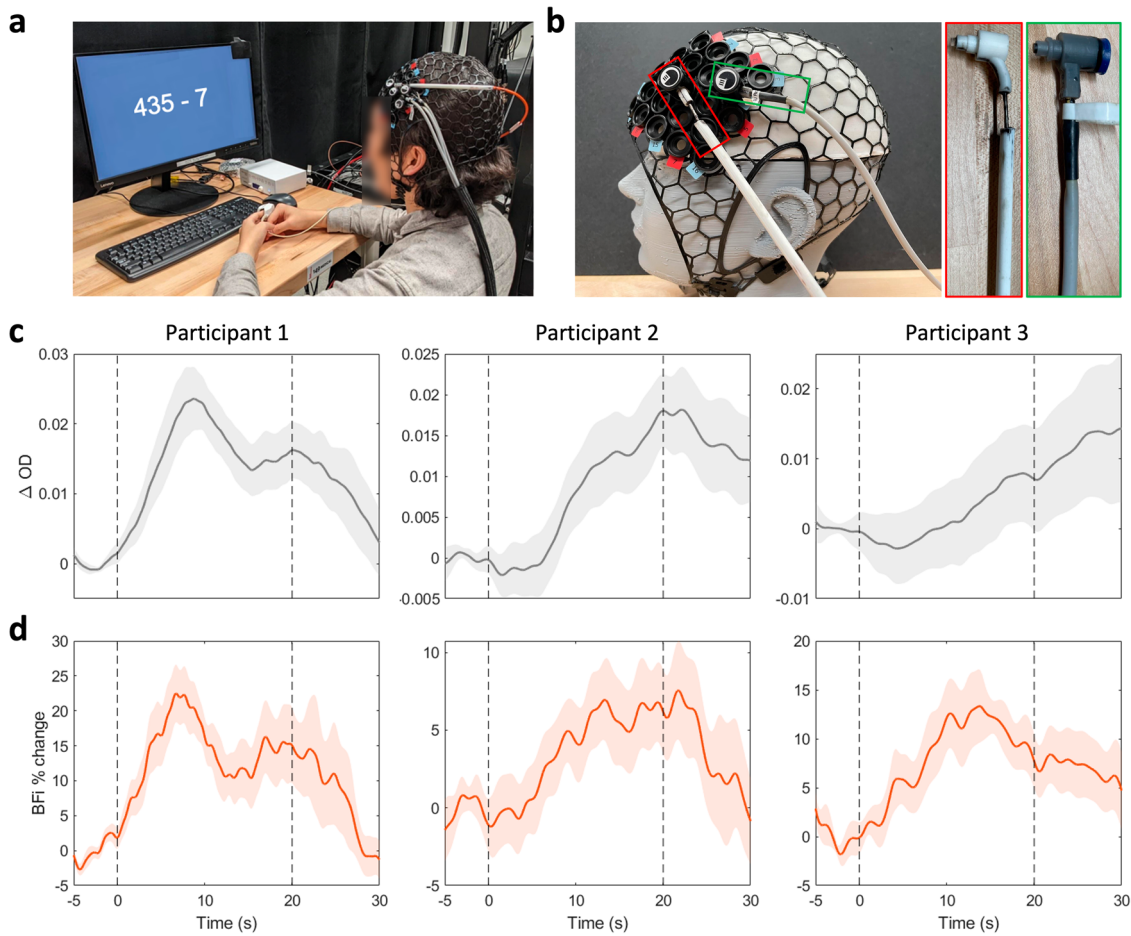 a
b
435 - 7
c
Participant 1
Participant 2
Participant 3
Δ OD
0.03
0.02
0.01
0
0.025
0.02
0.015
0.01
0.005
0
-0.005
0.02
0.01
0
-0.01
d
BFi % change
30
25
20
15
10
5
0
-5
10
5
0
-5
20
15
10
5
0
-5
-5 0 10 20 30
-5 0 10 20 30
-5 0 10 20 30
Time (s)
Time (s)
Time (s)